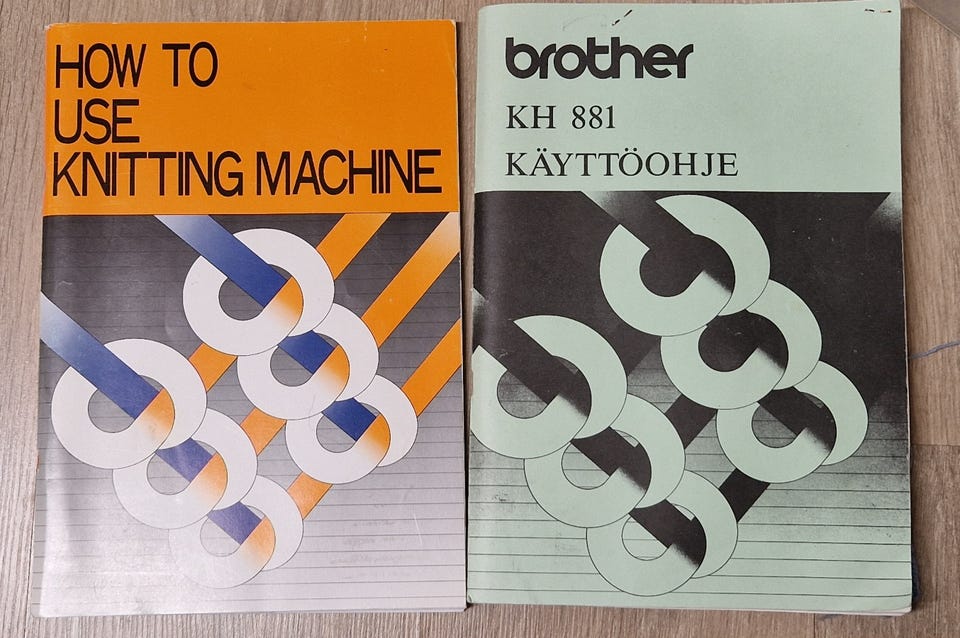 HOW TO
USE
KNITTING MACHINE
brother
KH 881
KÄYTTÖOHJE